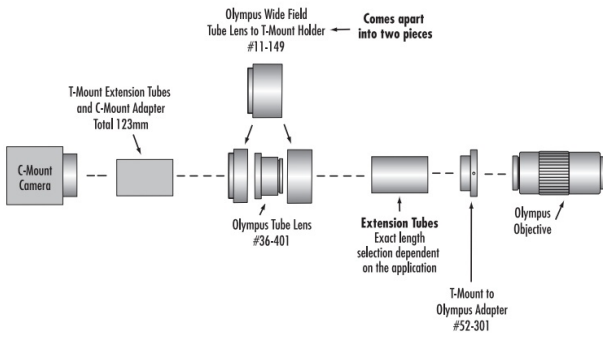 Olympus Wide Field
Tube Lens to T-Mount Holder
#11-149
Comes apart
into two pieces
T-Mount Extension Tubes
and C-Mount Adapter
Total 123mm
C-Mount
Camera
Olympus Tube Lens
#36-401
Extension Tubes
Exact length
selection dependent
on the application
Olympus
Objective
T-Mount to
Olympus Adapter
#52-301